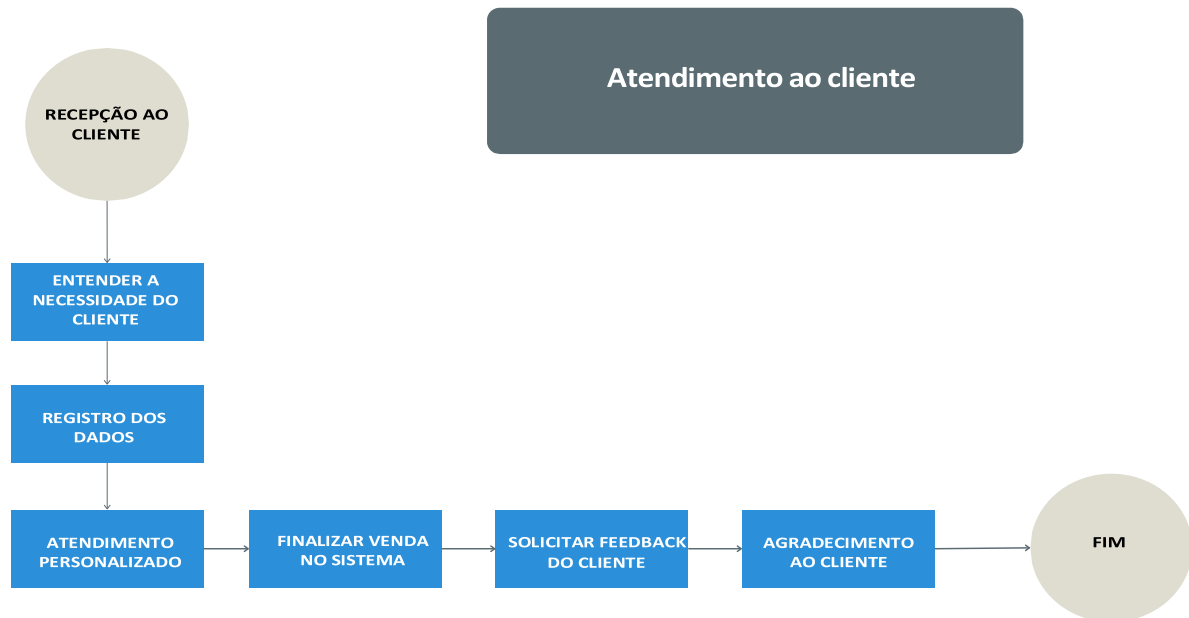 Atendimento ao cliente
RECEPÇÃO AO
CLIENTE
ENTENDER A
NECESSIDADE DO
CLIENTE
REGISTRO DOS
DADOS
ATENDIMENTO
PERSONALIZADO
FINALIZAR VENDA
NO SISTEMA
SOLICITAR FEEDBACK
DO CLIENTE
AGRADECIMENTO
AO CLIENTE
FIM